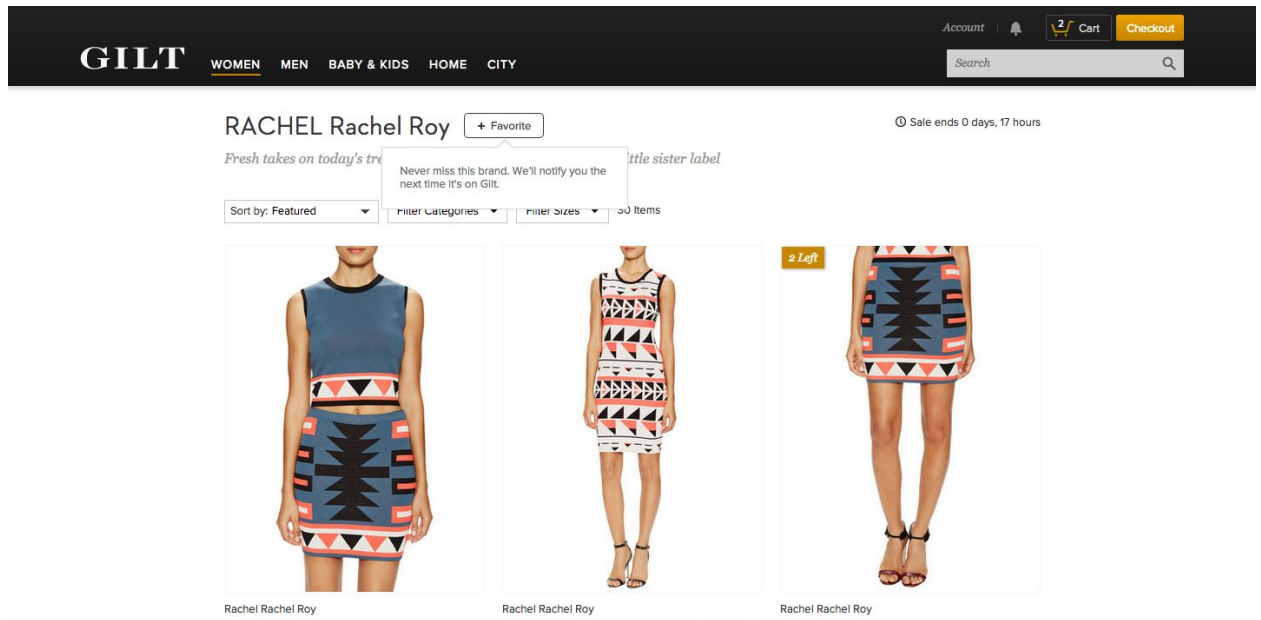 Account
2
Cart
Checkout
GILT
WOMEN
MEN
BABY & KIDS
HOME
CITY
Search
RACHEL Rachel Roy
+ Favorite
Sale ends 0 days, 17 hours
Fresh takes on today's
little sister label
Never miss this brand. We'll notify you the
next time it's on Gilt.
Sort by: Featured
Filter Categories
Filter Sizes
30 Items
2 Left
Rachel Rachel Roy
Rachel Rachel Roy
Rachel Rachel Roy